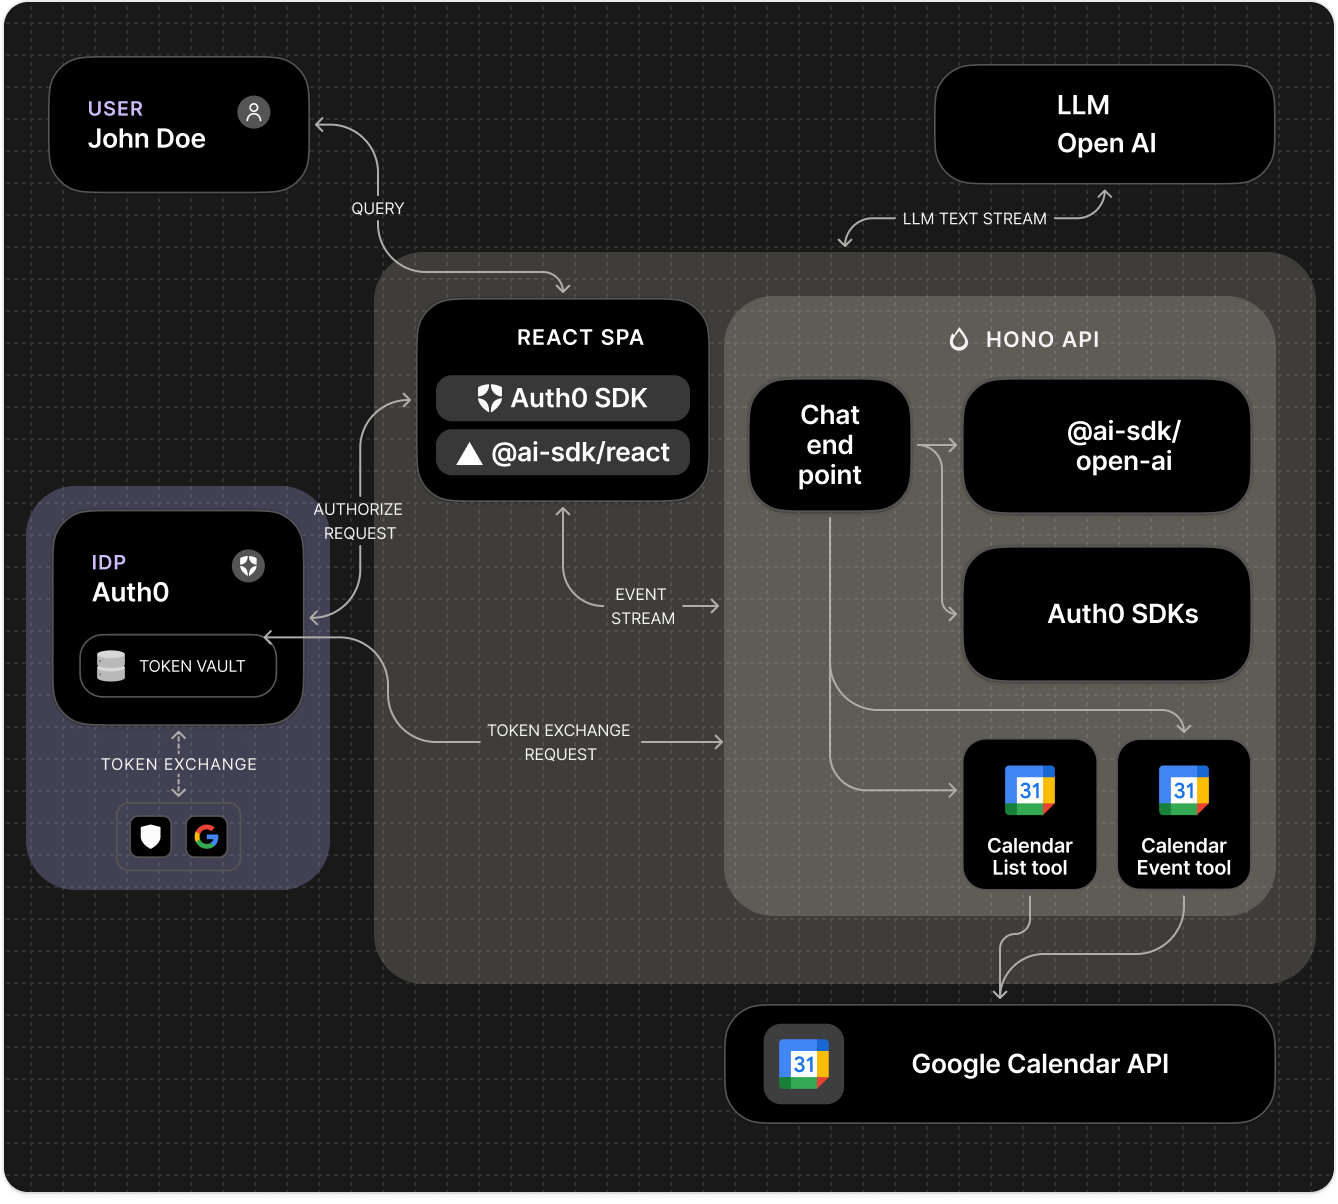 USER
John Doe
LLM
Open AI
QUERY
LLM TEXT STREAM
REACT SPA
Auth0 SDK
@ai-sdk/react
HONO API
Chat
end
point
@ai-sdk/
open-ai
Auth0 SDKs
AUTHORIZE
REQUEST
IDP
Auth0
TOKEN VAULT
EVENT
STREAM
TOKEN EXCHANGE
REQUEST
TOKEN EXCHANGE
31
Calendar
List tool
31
Calendar
Event tool
31
Google Calendar API